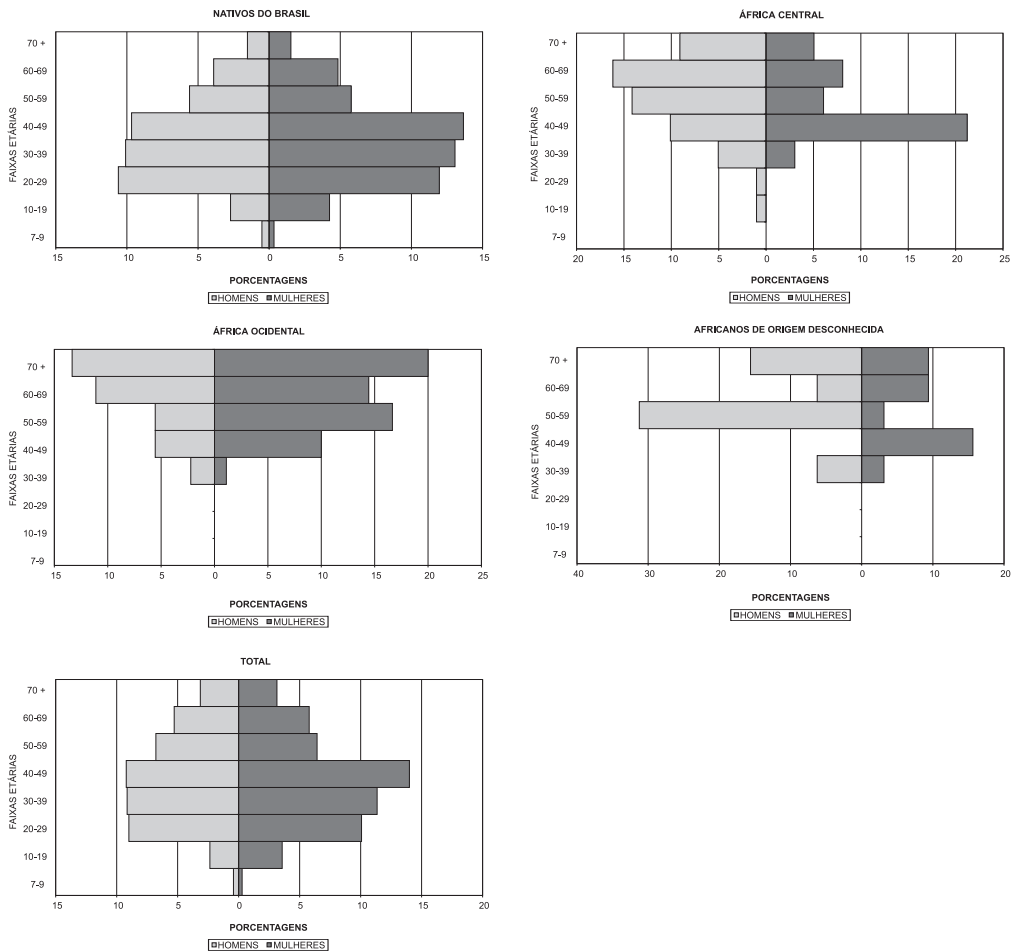 NATIVOS DO BRASIL
FAIXAS ETÁRIAS
70 +
60-69
50-59
40-49
30-39
20-29
10-19
7-9
15 10 5 0 5 10 15
PORCENTAGENS
HOMENS MULHERES
ÁFRICA CENTRAL
FAIXAS ETÁRIAS
70 +
60-69
50-59
40-49
30-39
20-29
10-19
7-9
20 15 10 5 0 5 10 15 20 25
PORCENTAGENS
HOMENS MULHERES
ÁFRICA OCIDENTAL
FAIXAS ETÁRIAS
70 +
60-69
50-59
40-49
30-39
20-29
10-19
7-9
15 10 5 0 5 10 15 20 25
PORCENTAGENS
HOMENS MULHERES
AFRICANOS DE ORIGEM DESCONHECIDA
FAIXAS ETÁRIAS
70 +
60-69
50-59
40-49
30-39
20-29
10-19
7-9
40 30 20 10 0 10 20
PORCENTAGENS
HOMENS MULHERES
TOTAL
FAIXAS ETÁRIAS
70 +
60-69
50-59
40-49
30-39
20-29
10-19
7-9
15 10 5 0 5 10 15 20
PORCENTAGENS
HOMENS MULHERES